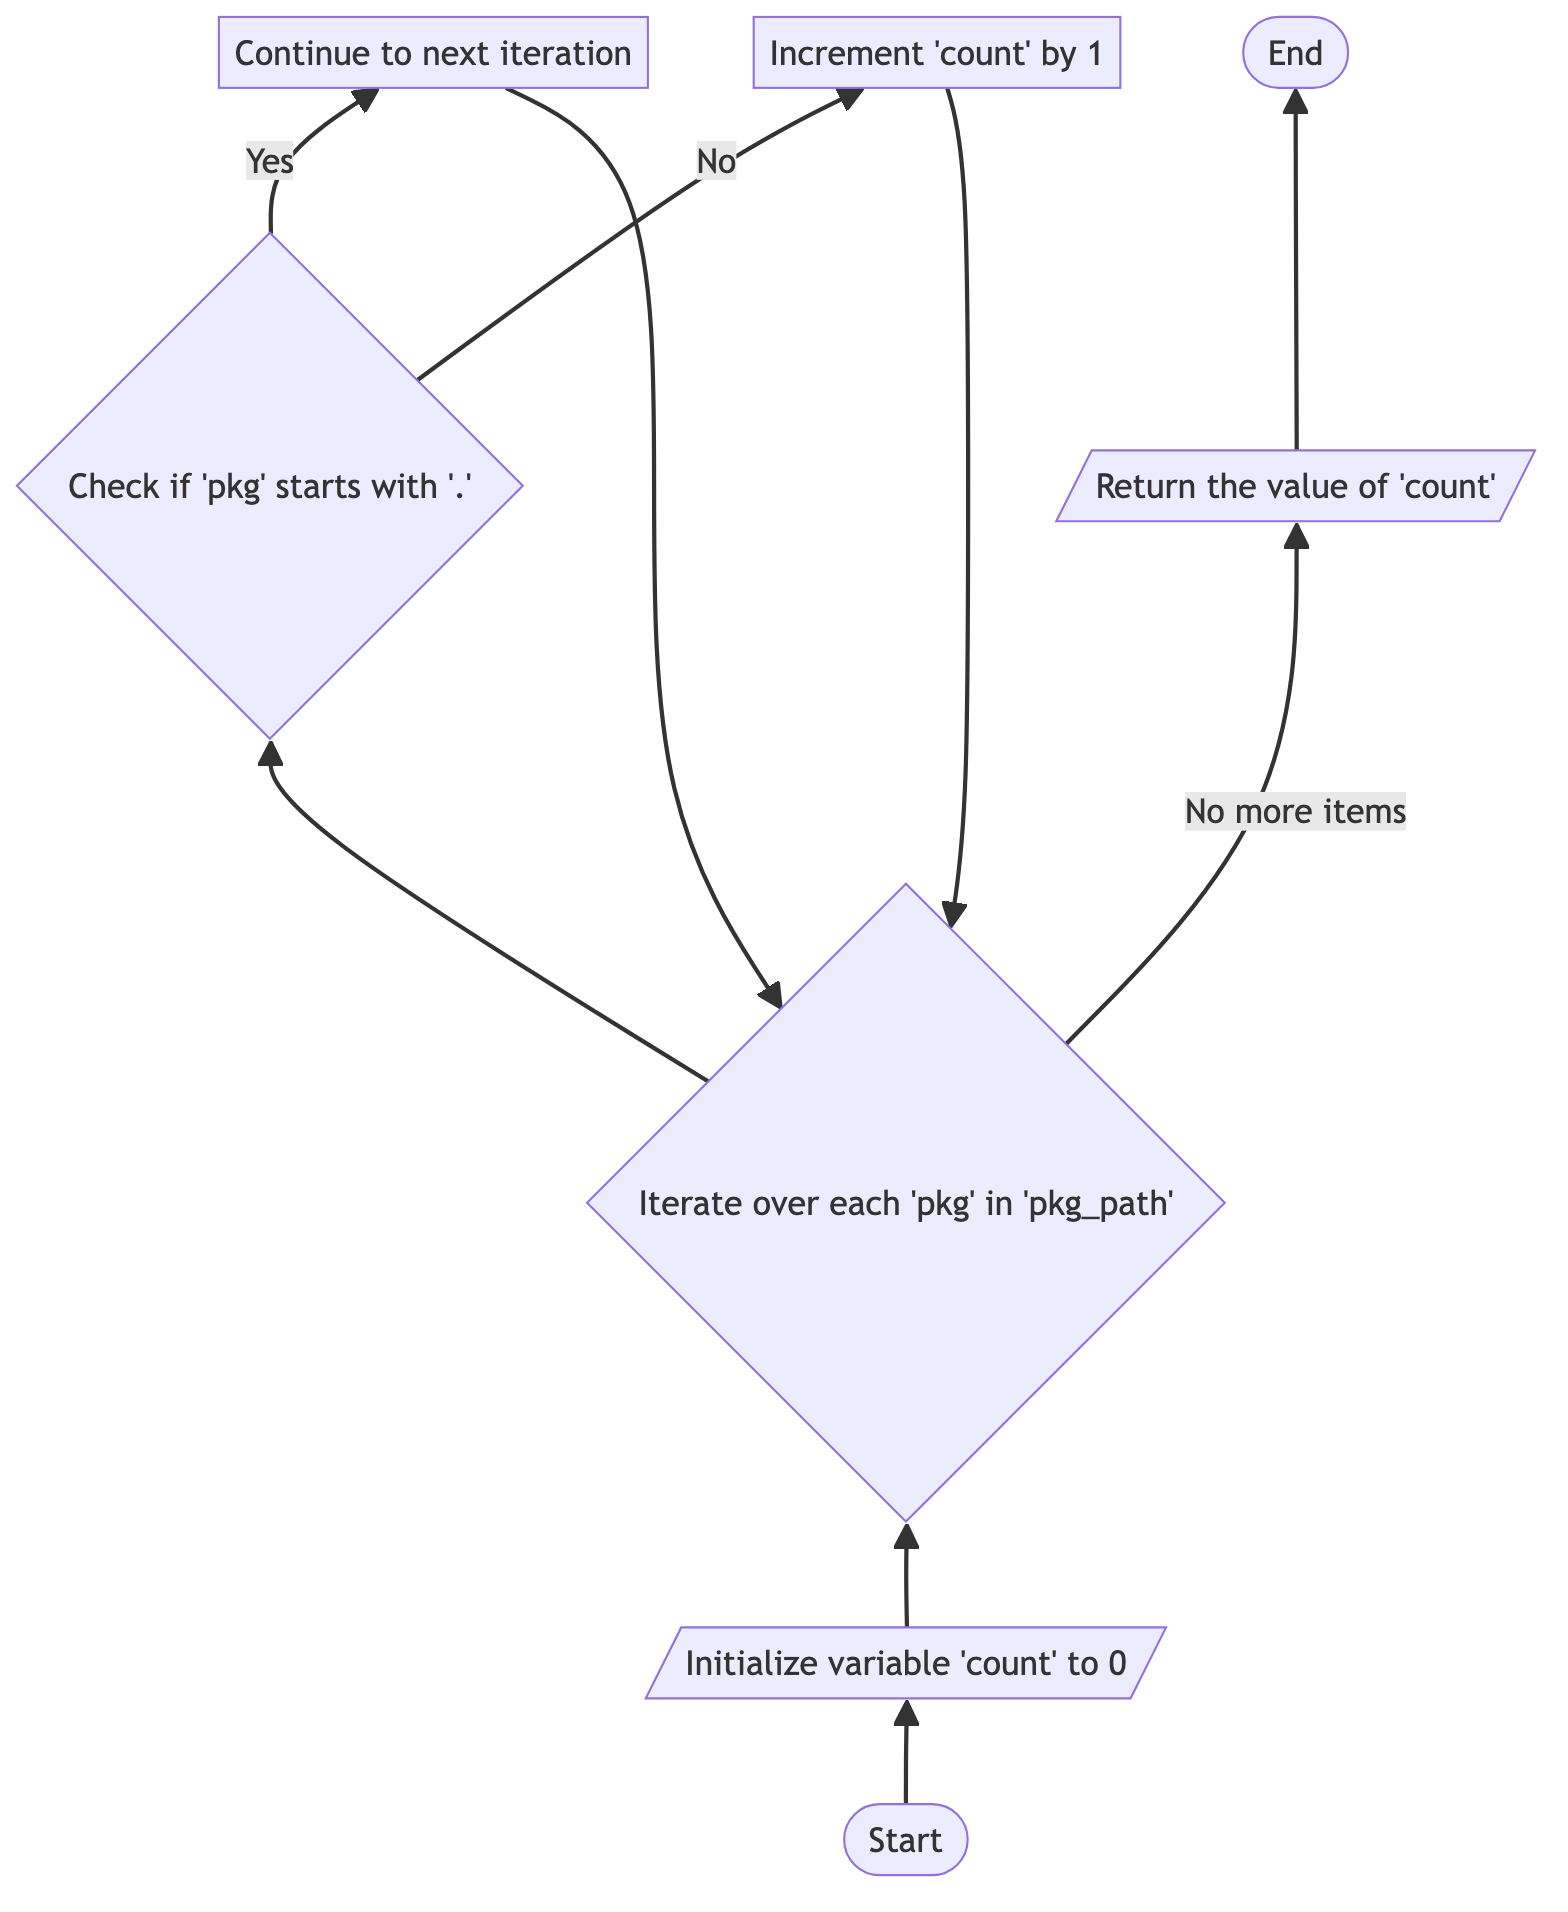 Continue to next iteration
Increment 'count' by 1
End
Yes
No
Check if 'pkg' starts with '.'
Return the value of 'count'
No more items
Iterate over each 'pkg' in 'pkg_path'
Initialize variable 'count' to 0
Start